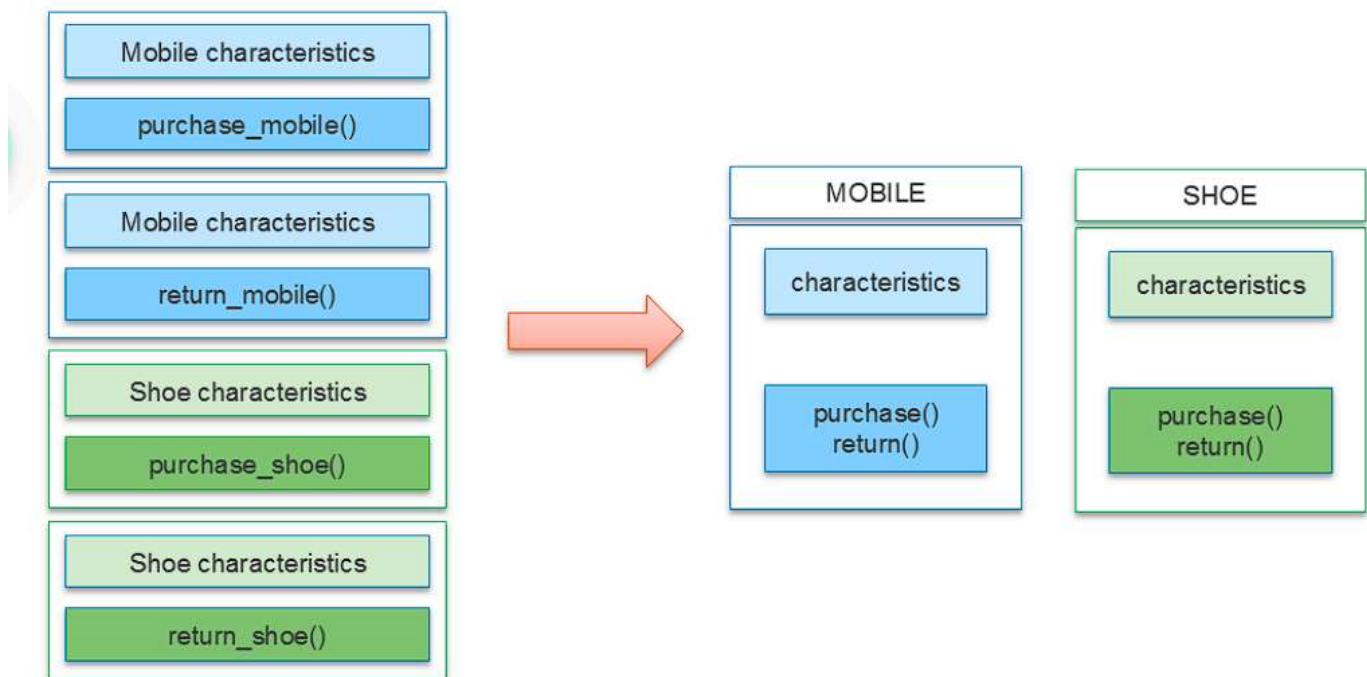 Mobile characteristics
purchase_mobile()
Mobile characteristics
return_mobile()
Shoe characteristics
purchase_shoe()
Shoe characteristics
return_shoe()
MOBILE
characteristics
purchase()
return()
SHOE
characteristics
purchase()
return()